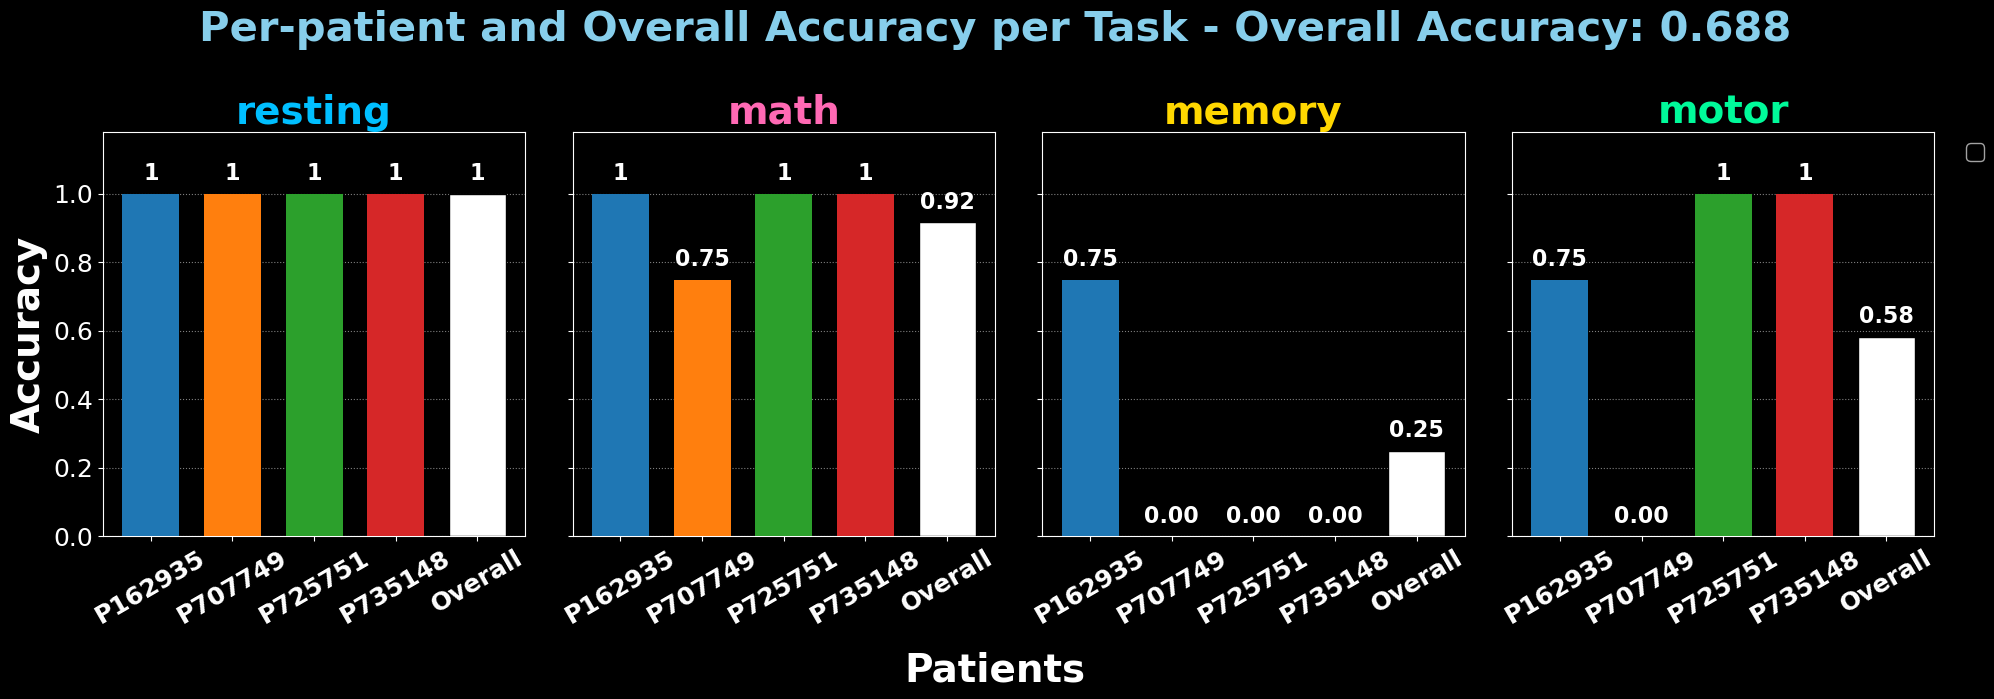 Per-patient and Overall Accuracy per Task - Overall Accuracy: 0.688
resting
math
memory
motor
Accuracy
1.0
0.8
0.6
0.4
0.2
0.0
1 1 1 1 1
P162935 P707749 P725751 P735148 Overall
1 0.75 1 1 0.92
P162935 P707749 P725751 P735148 Overall
0.75 0.00 0.00 0.00 0.25
P162935 P707749 P725751 P735148 Overall
0.75 0.00 1 1 0.58
P162935 P707749 P725751 P735148 Overall
Patients